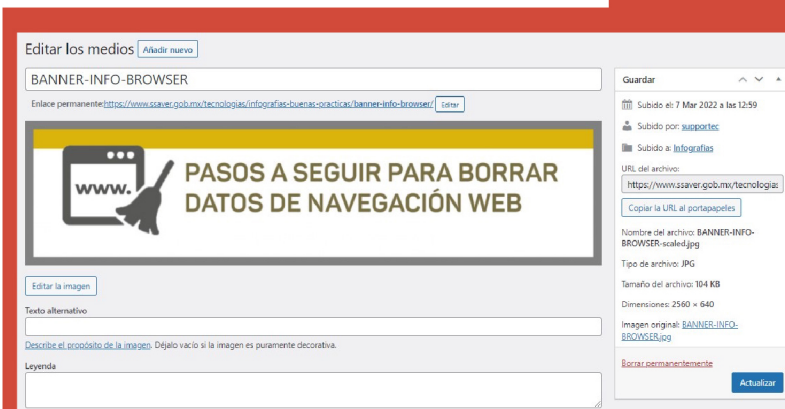 Editar los medios
Añadir nuevo
BANNER-INFO-BROWSER
Enlace permanente:https://www.ssaver.gob.mx/tecnologias/infografias-buenas-practicas/banner-info-browser/ Editar
www.
PASOS A SEGUIR PARA BORRAR
DATOS DE NAVEGACIÓN WEB
Editar la imagen
Texto alternativo
Describe el propósito de la imagen. Déjalo vacío si la imagen es puramente decorativa.
Leyenda
Guardar
Subido el: 7 Mar 2022 a las 12:59
Subido por: supportec
Subido a: Infografías
URL del archivo:
https://www.ssaver.gob.mx/tecnologias
Copiar la URL al portapapeles
Nombre del archivo: BANNER-INFO-
BROWSER-scaled.jpg
Tipo de archivo: JPG
Tamaño del archivo: 104 KB
Dimensiones: 2560 × 640
Imagen original: BANNER-INFO-
BROWSER.jpg
Borrar permanentemente
Actualizar